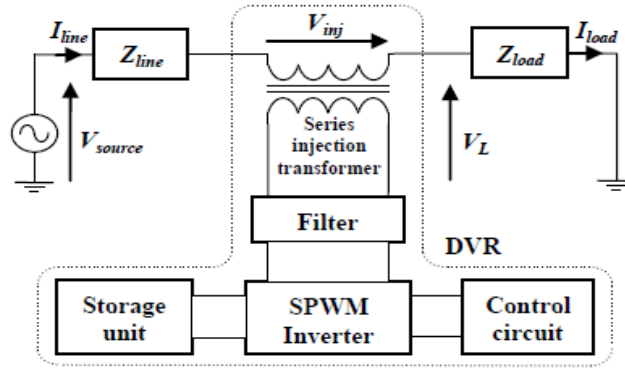 V_inj
I_line
Z_line
Z_load
I_load
V_source
Series
injection
transformer
V_L
Filter
DVR
Storage
unit
SPWM
Inverter
Control
circuit